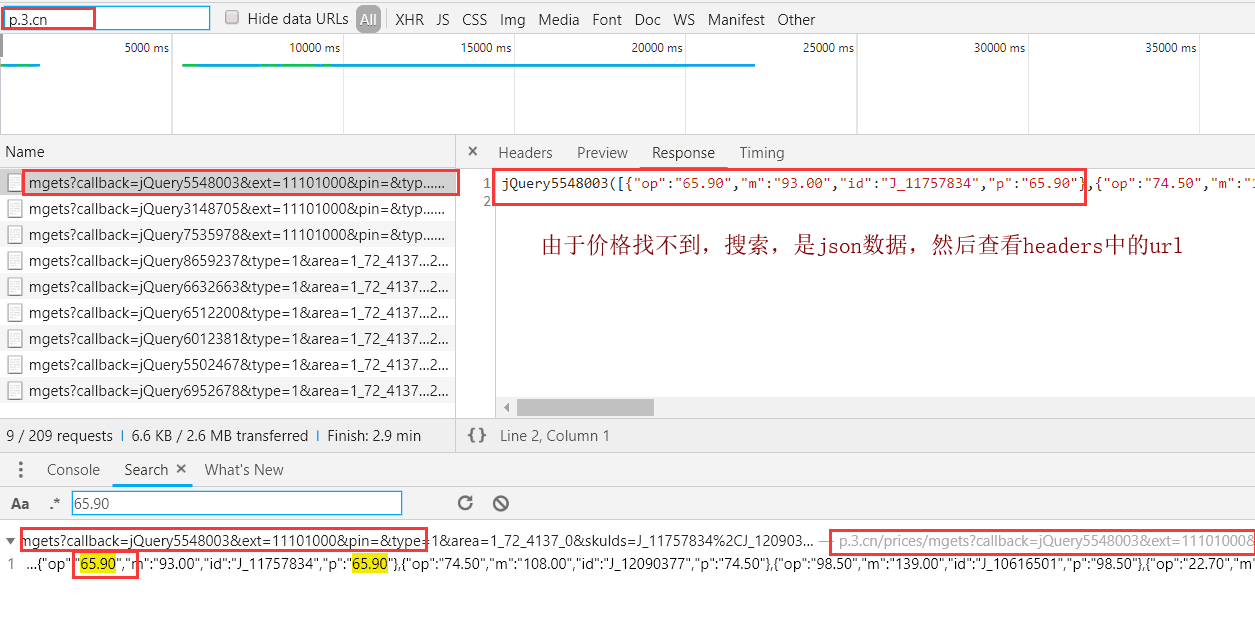 p.3.cn Hide data URLs All XHR JS CSS Img Media Font Doc WS Manifest Other
5000 ms 10000 ms 15000 ms 20000 ms 25000 ms 30000 ms 35000 ms
Name
× Headers Preview Response Timing
mgets?callback=jQuery5548003&ext=11101000&pin=&typ......
mgets?callback=jQuery3148705&ext=11101000&pin=&typ......
mgets?callback=jQuery7535978&ext=11101000&pin=&typ......
mgets?callback=jQuery8659237&type=1&area=1_72_4137...2...
mgets?callback=jQuery6632663&type=1&area=1_72_4137...2...
mgets?callback=jQuery6512200&type=1&area=1_72_4137...2...
mgets?callback=jQuery6012381&type=1&area=1_72_4137...2...
mgets?callback=jQuery5502467&type=1&area=1_72_4137...2...
mgets?callback=jQuery6952678&type=1&area=1_72_4137...2...
1 jQuery5548003([{"op":"65.90","m":"93.00","id":"J_11757834","p":"65.90"},{"op":"74.50","m":"1
2
由于价格找不到，搜索，是json数据，然后查看headers中的url
9 / 209 requests | 6.6 KB / 2.6 MB transferred | Finish: 2.9 min
{} Line 2, Column 1
Console Search × What's New
Aa .* 65.90
mgets?callback=jQuery5548003&ext=11101000&pin=&type=1&area=1_72_4137_0&skuIds=J_11757834%2CJ_120903... — p.3.cn/prices/mgets?callback=jQuery5548003&ext=11101000&
1 ...{"op":"65.90","m":"93.00","id":"J_11757834","p":"65.90"},{"op":"74.50","m":"108.00","id":"J_12090377","p":"74.50"},{"op":"98.50","m":"139.00","id":"J_10616501","p":"98.50"},{"op":"22.70","m"